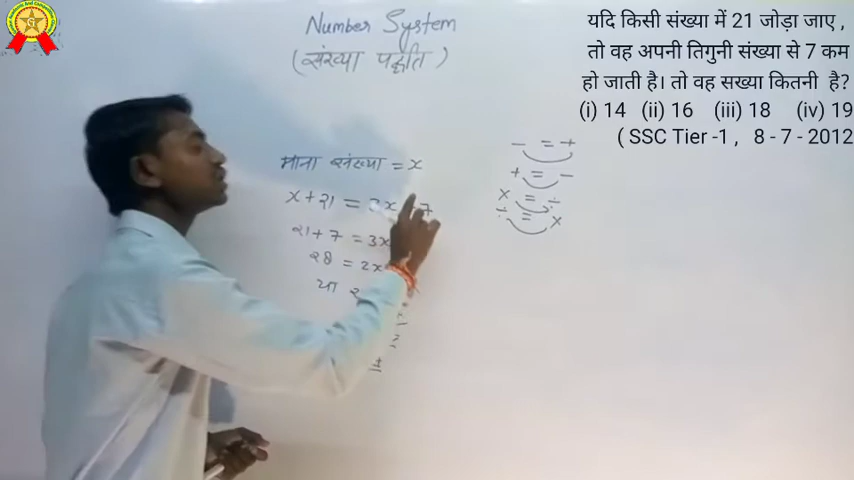 Number System
(संख्या पद्धति)
यदि किसी संख्या में 21 जोड़ा जाए ,
तो वह अपनी तिगुनी संख्या से 7 कम
हो जाती है। तो वह सख्या कितनी है?
(i) 14 (ii) 16 (iii) 18 (iv) 19
( SSC Tier -1 , 8 - 7 - 2012
माना संख्या = x
x + 21 = 3x - 7
21 + 7 = 3x
28 = 2x
या
- = +
+ = -
× = ÷
÷ = ×